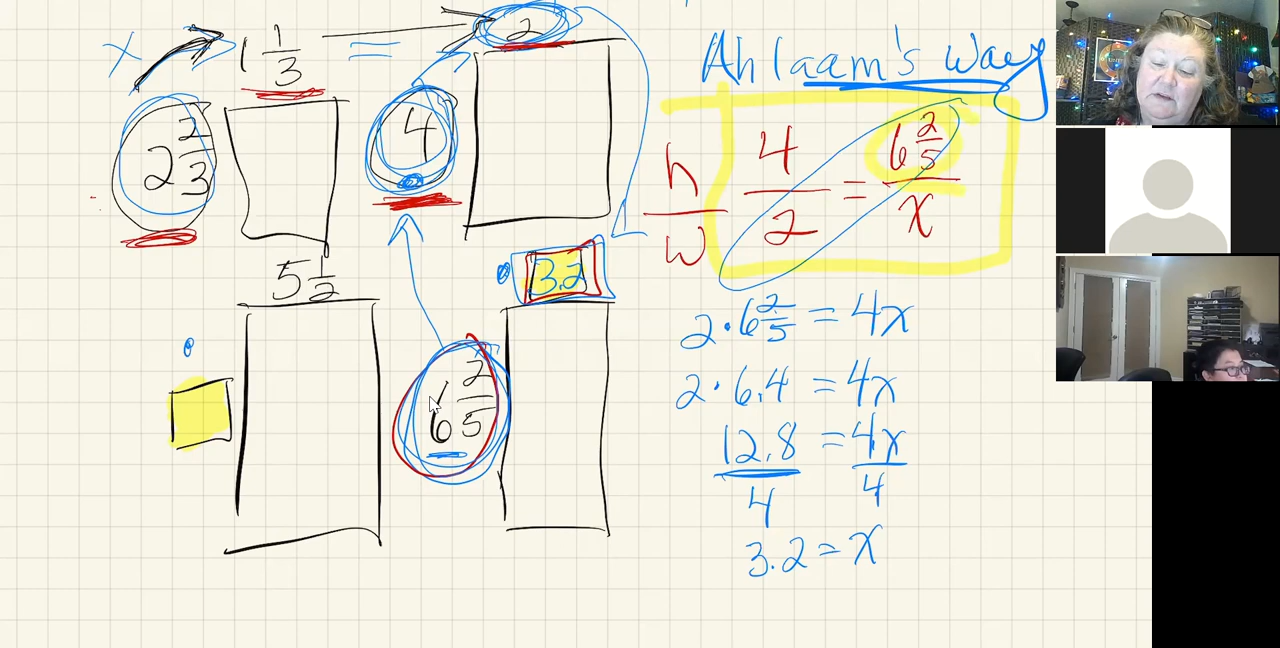 x 1 1/3 = 2
2 2/3
4
5 1/2
3.2
6 2/5
Ahlaam's Way
h/w 4/2 = 6 2/5 / x
2 · 6 2/5 = 4x
2 · 6.4 = 4x
12.8/4 = 4x/4
3.2 = x